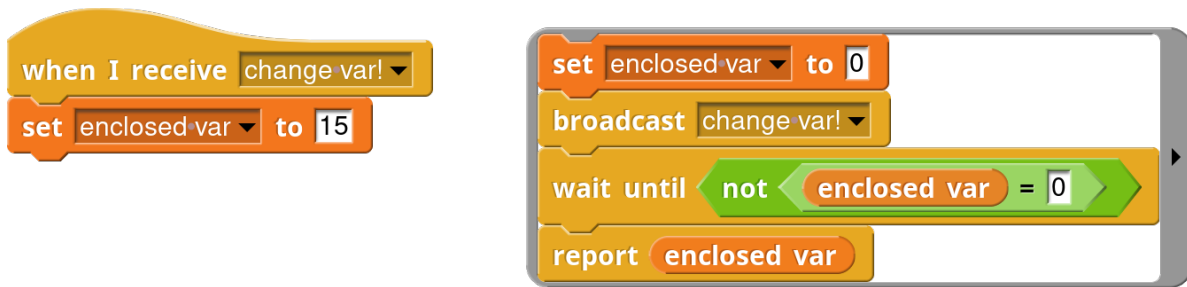 when I receive change var!
set enclosed var to 15
set enclosed var to 0
broadcast change var!
wait until not enclosed var = 0
report enclosed var